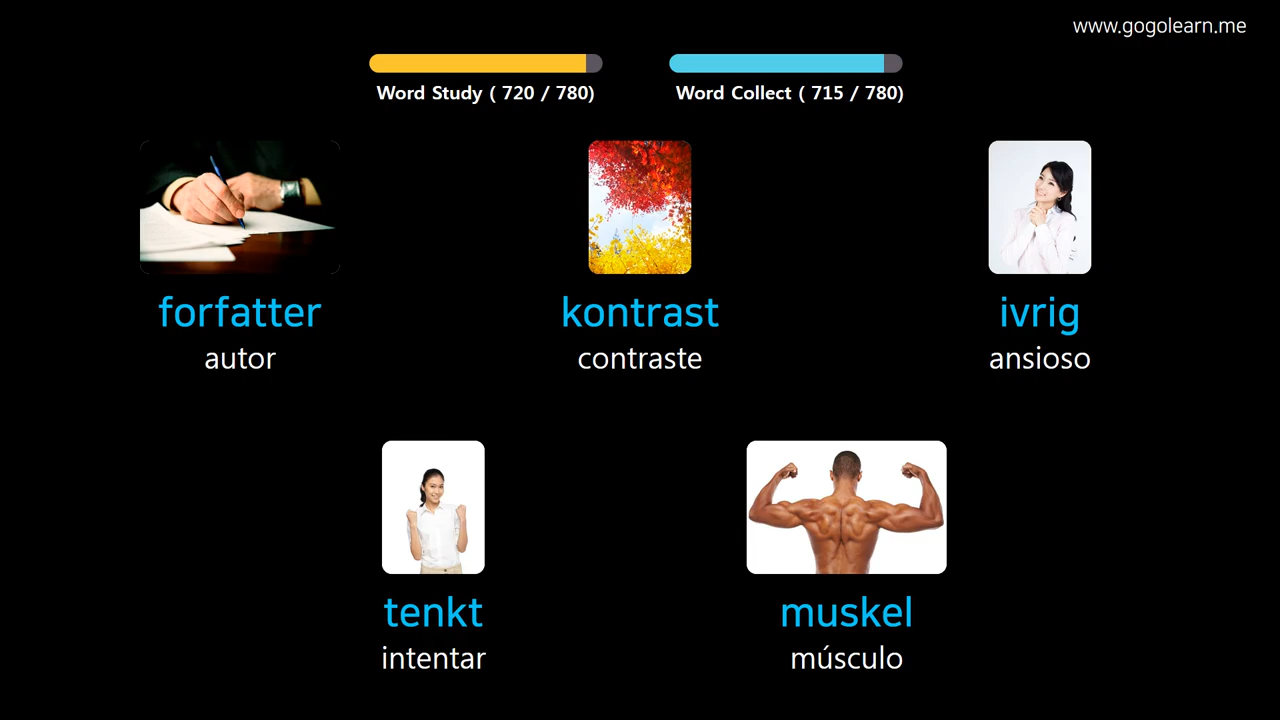 www.gogolearn.me
Word Study ( 720 / 780)
Word Collect ( 715 / 780)
forfatter
autor
kontrast
contraste
ivrig
ansioso
tenkt
intentar
muskel
músculo